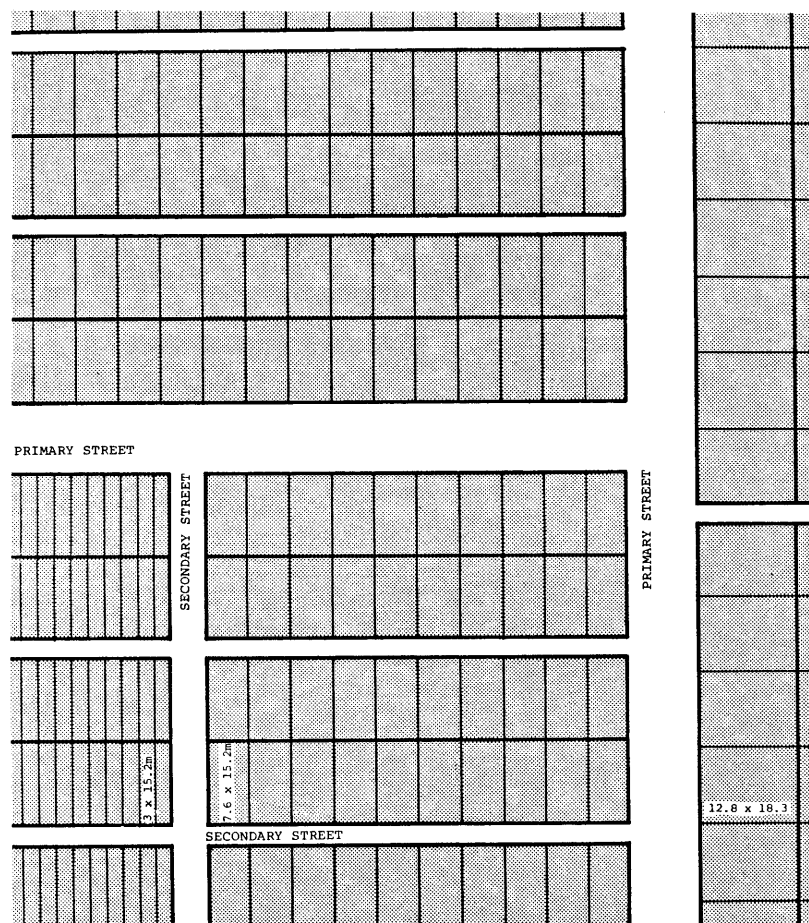 PRIMARY STREET
SECONDARY STREET
PRIMARY STREET
3 x 15.2m
7.6 x 15.2m
12.8 x 18.3
SECONDARY STREET